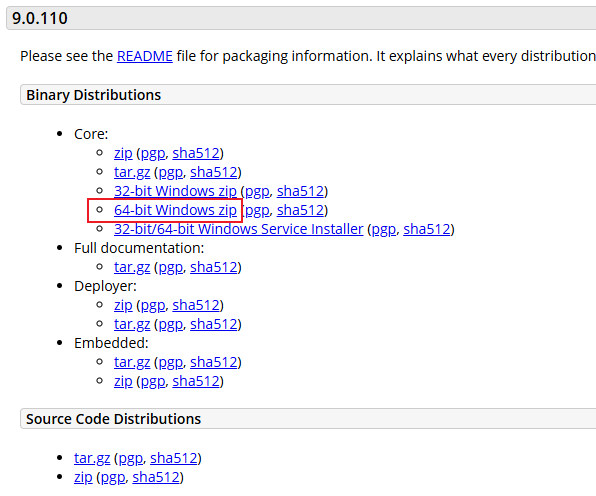 9.0.110
Please see the README file for packaging information. It explains what every distribution
Binary Distributions
Core:
zip (pgp, sha512)
tar.gz (pgp, sha512)
32-bit Windows zip (pgp, sha512)
64-bit Windows zip (pgp, sha512)
32-bit/64-bit Windows Service Installer (pgp, sha512)
Full documentation:
tar.gz (pgp, sha512)
Deployer:
zip (pgp, sha512)
tar.gz (pgp, sha512)
Embedded:
tar.gz (pgp, sha512)
zip (pgp, sha512)
Source Code Distributions
tar.gz (pgp, sha512)
zip (pgp, sha512)